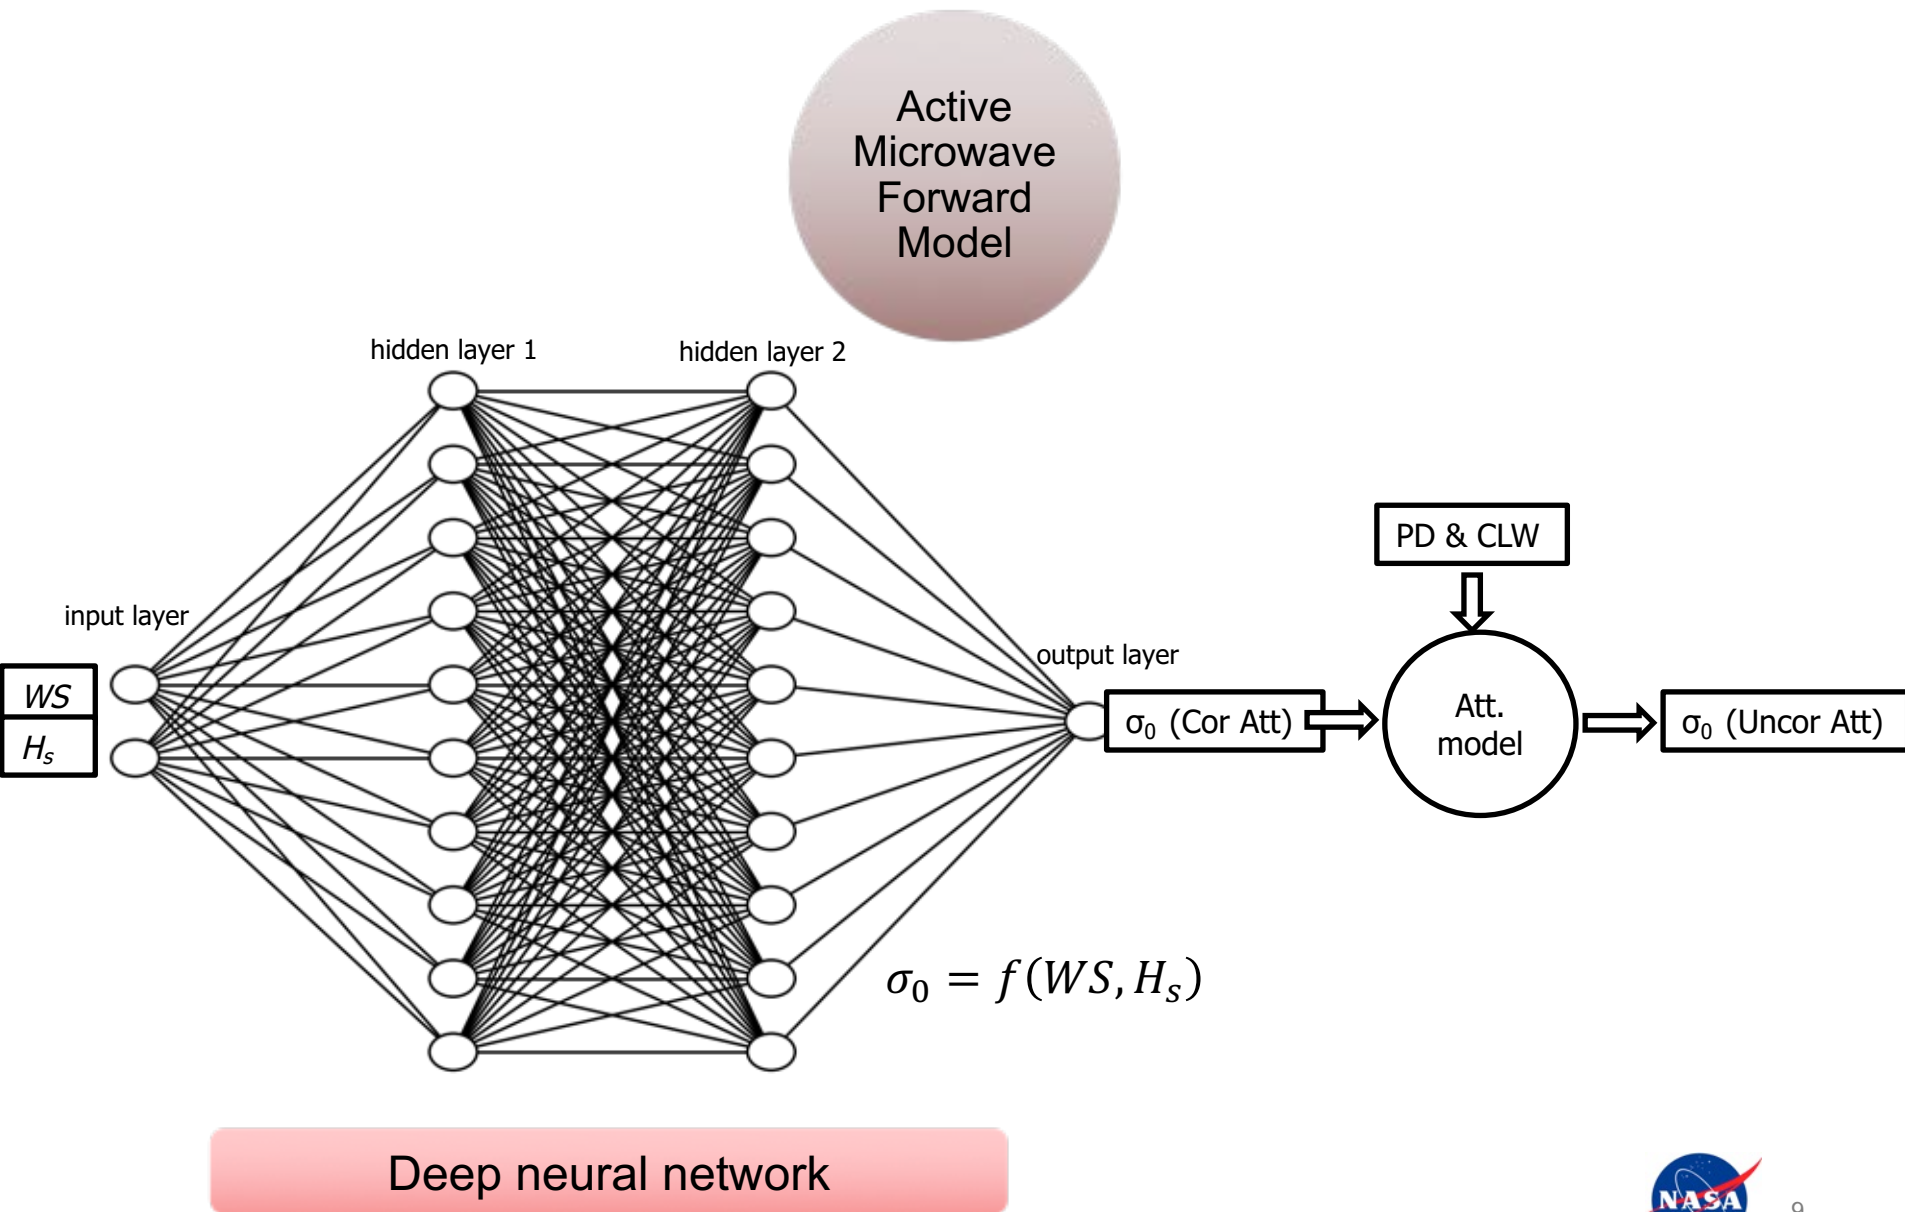 Active
Microwave
Forward
Model
hidden layer 1
hidden layer 2
input layer
WS
Hₛ
output layer
σ₀ (Cor Att)
PD & CLW
Att.
model
σ₀ (Uncor Att)
σ₀ = f(WS, Hₛ)
Deep neural network
NASA
9